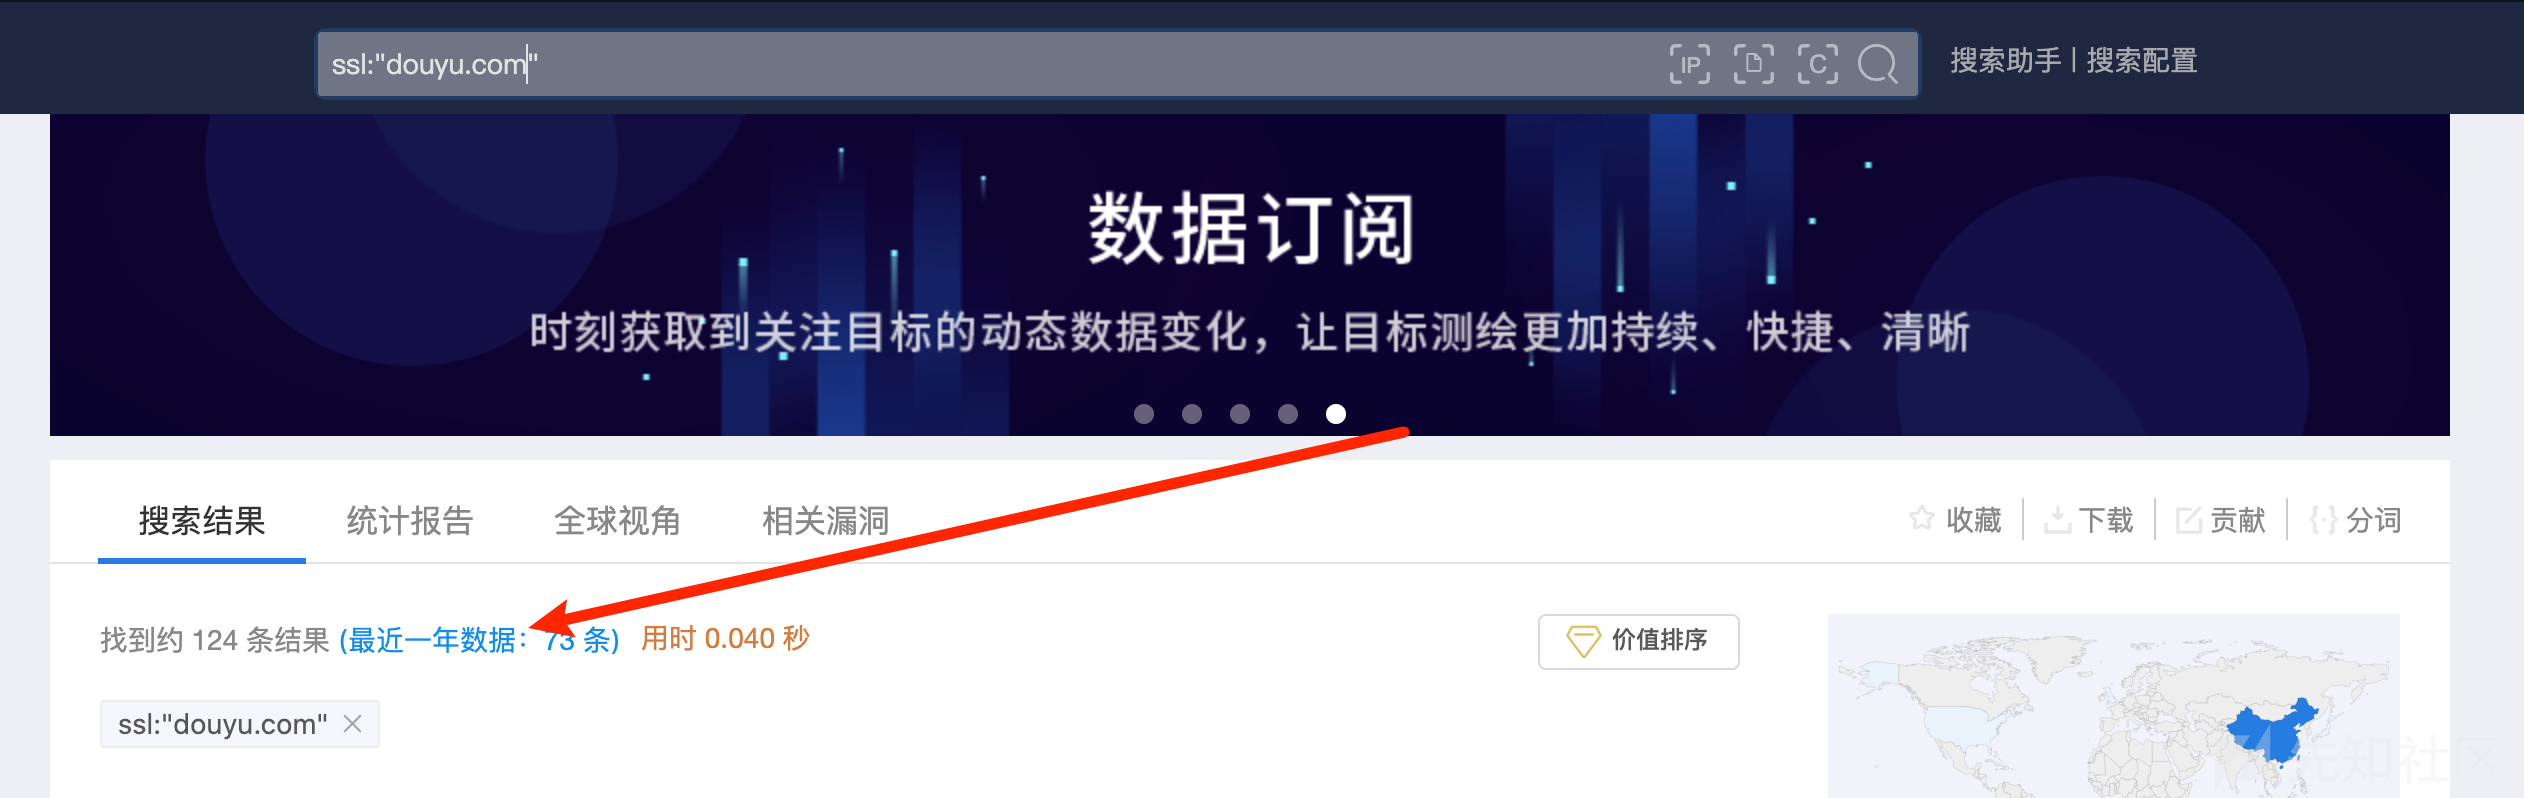 ssl:"douyu.com"
IP
C
搜索助手 | 搜索配置
数据订阅
时刻获取到关注目标的动态数据变化，让目标测绘更加持续、快捷、清晰
搜索结果 统计报告 全球视角 相关漏洞
收藏 下载 贡献 分词
找到约 124 条结果 (最近一年数据：73 条) 用时 0.040 秒
价值排序
ssl:"douyu.com"
先知社区